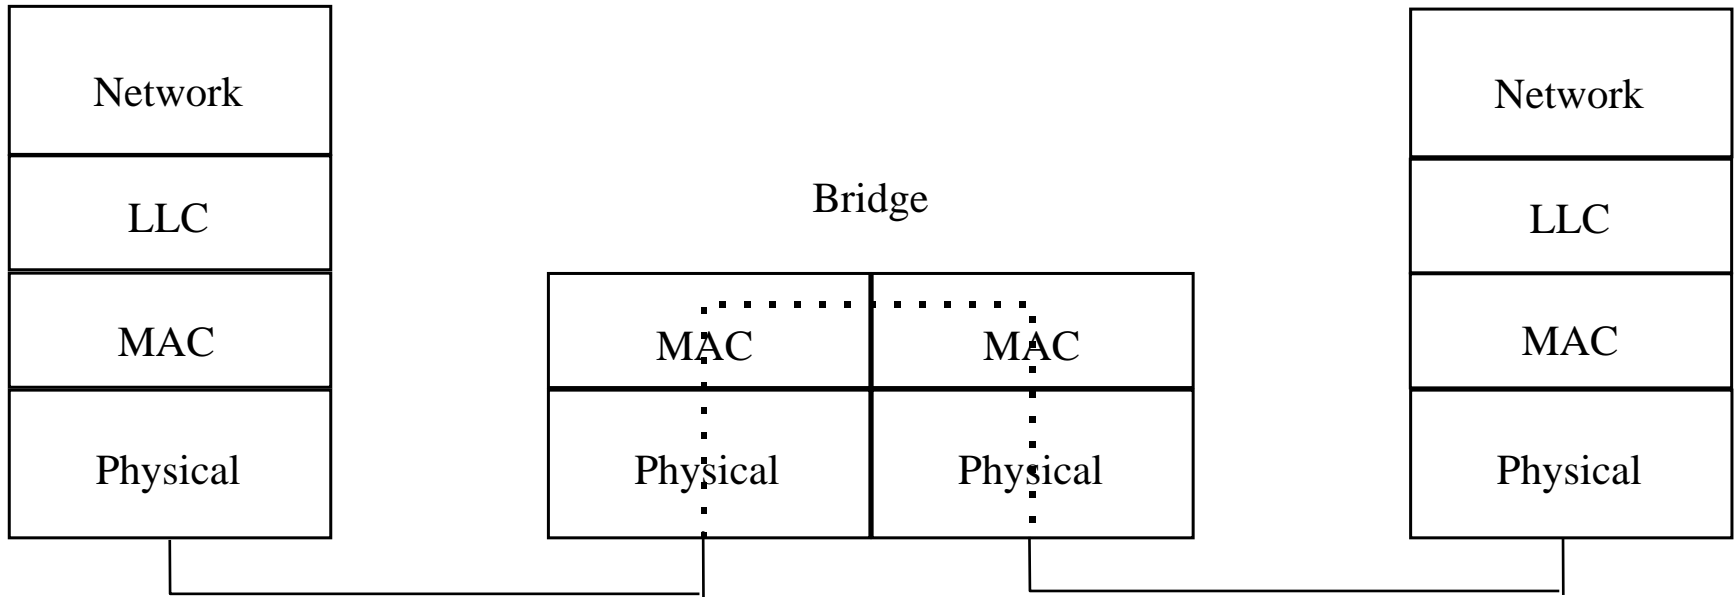 Network
LLC
MAC
Physical
Bridge
MAC
MAC
Physical
Physical
Network
LLC
MAC
Physical